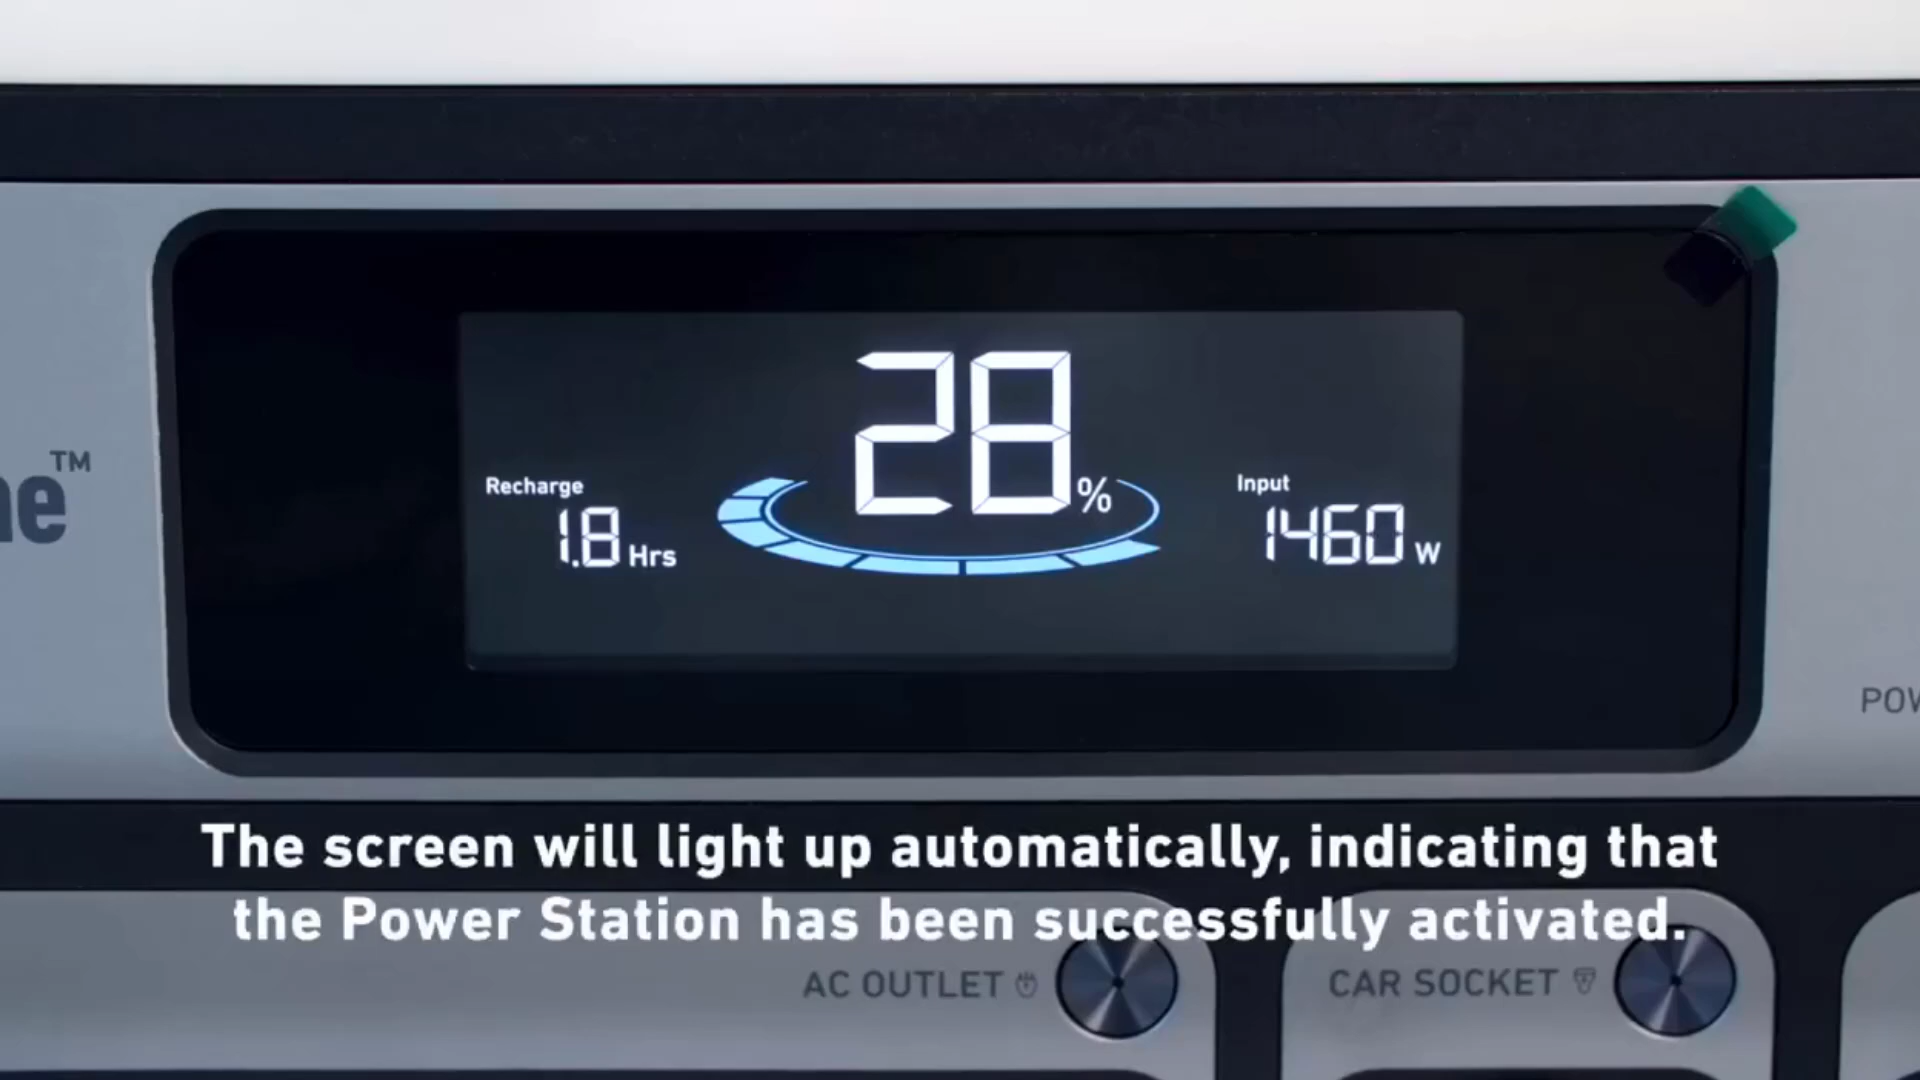 28%
Recharge
1.8 Hrs
Input
1460 W
TM
The screen will light up automatically, indicating that
the Power Station has been successfully activated.
AC OUTLET
CAR SOCKET